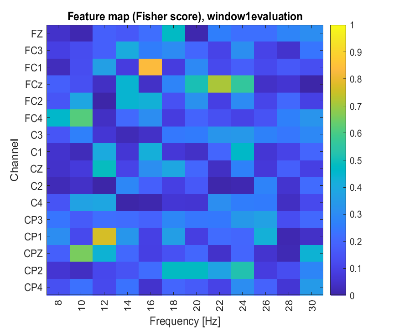 Feature map (Fisher score), window1evaluation
FZ
FC3
FC1
FCz
FC2
FC4
C3
C1
CZ
C2
C4
CP3
CP1
CPZ
CP2
CP4
Channel
8 10 12 14 16 18 20 22 24 26 28 30
Frequency [Hz]
1
0.9
0.8
0.7
0.6
0.5
0.4
0.3
0.2
0.1
0